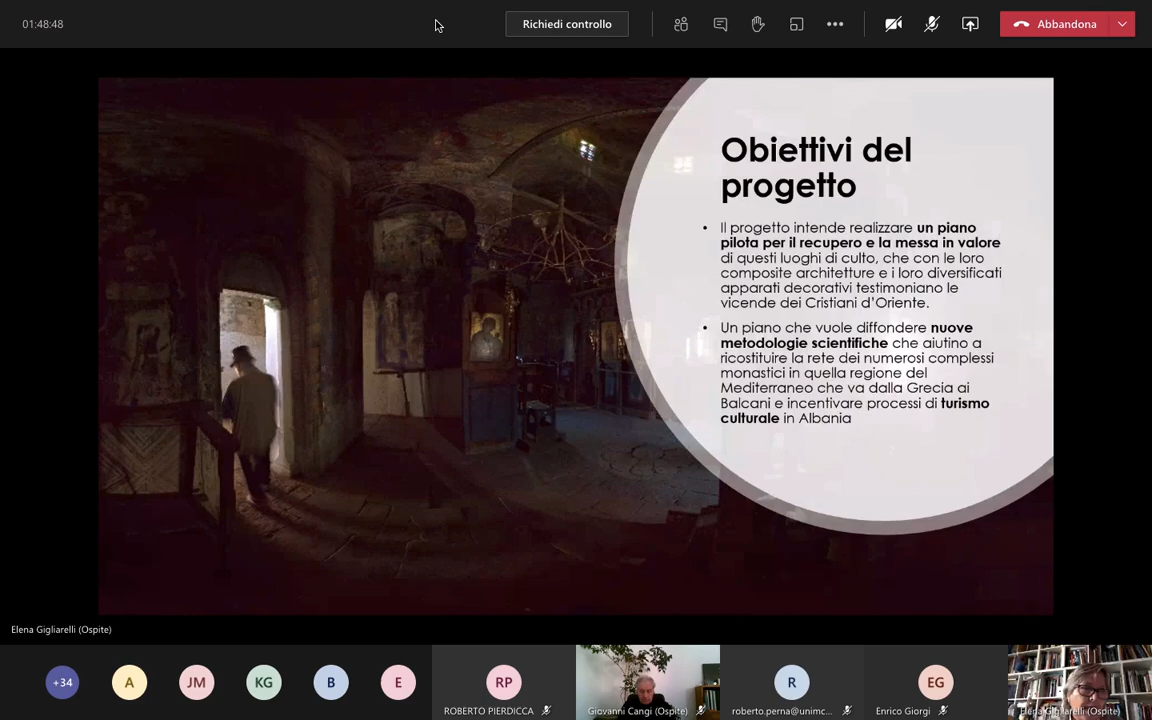 01:48:48
Richiedi controllo
Abbandona
Obiettivi del
progetto
• Il progetto intende realizzare un piano
pilota per il recupero e la messa in valore
di questi luoghi di culto, che con le loro
composite architetture e i loro diversificati
apparati decorativi testimoniano le
vicende dei Cristiani d'Oriente.
• Un piano che vuole diffondere nuove
metodologie scientifiche che aiutino a
ricostituire la rete dei numerosi complessi
monastici in quella regione del
Mediterraneo che va dalla Grecia ai
Balcani e incentivare processi di turismo
culturale in Albania
Elena Gigliarelli (Ospite)
+34
A
JM
KG
B
E
RP
R
EG
ROBERTO PIERDICCA
Giovanni Cangi (Ospite)
roberto.perna@unimc...
Enrico Giorgi
Elena Gigliarelli (Ospite)